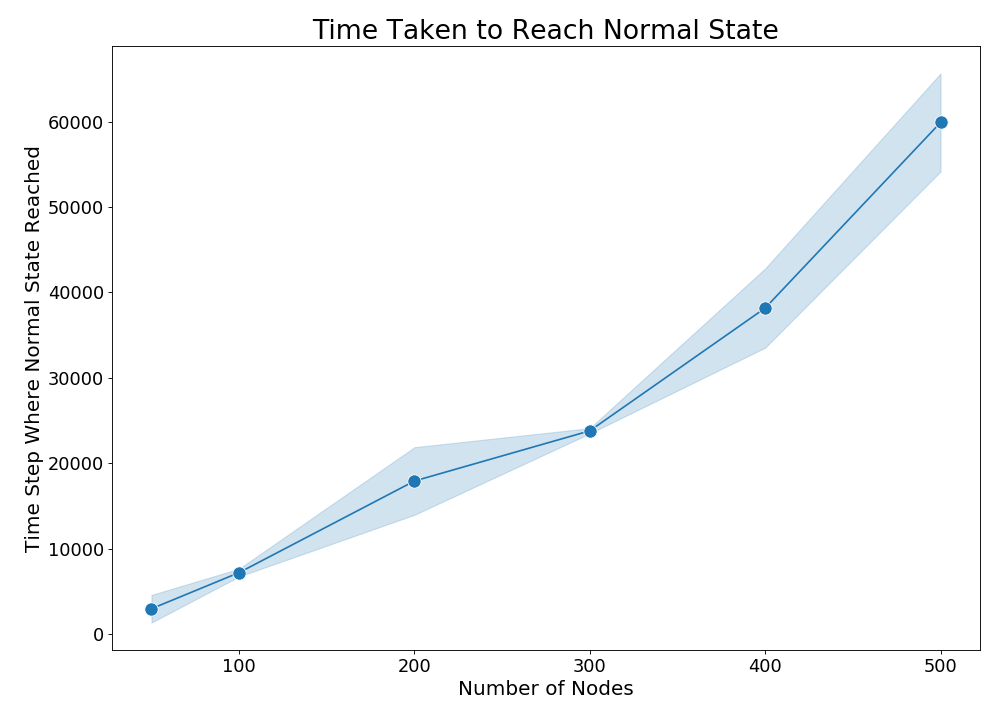 Time Taken to Reach Normal State
Time Step Where Normal State Reached
60000
50000
40000
30000
20000
10000
0
100 200 300 400 500
Number of Nodes